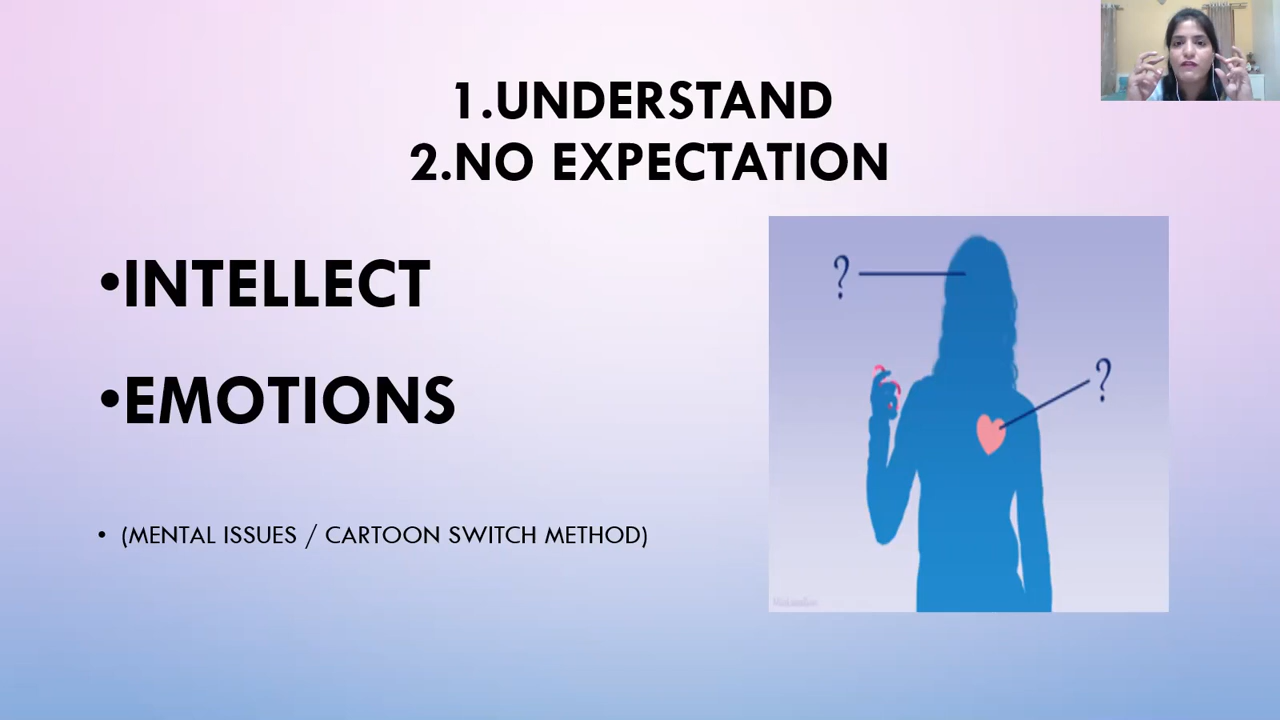 1.UNDERSTAND
2.NO EXPECTATION
•INTELLECT
•EMOTIONS
• (MENTAL ISSUES / CARTOON SWITCH METHOD)
?
?